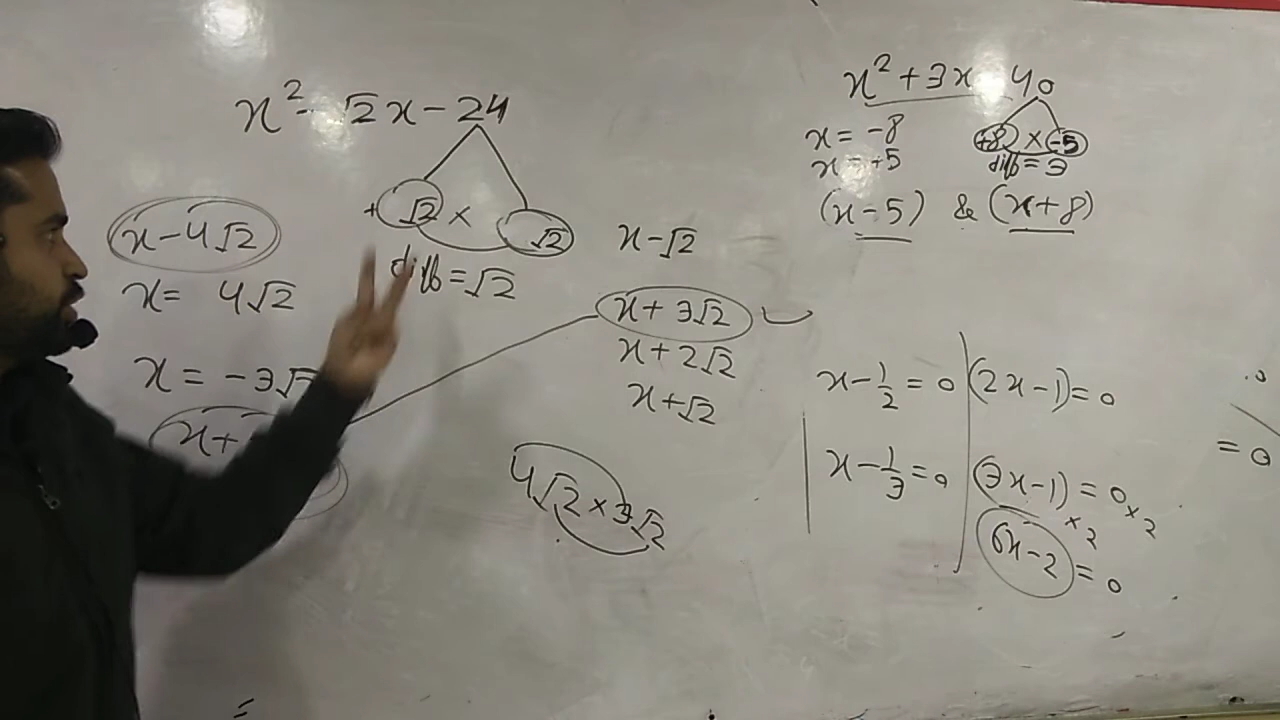 x² - √2x - 24
+ √2 × √2
diff = √2
x - 4√2
x = 4√2
x = -3√
x +
x - √2
x + 3√2
x + 2√2
x + √2
4√2 × 3√2
x² + 3x 40
x = -8
x = +5
+8 × -5
diff = 3
(x - 5) & (x + 8)
x - 1/2 = 0 (2x - 1) = 0
x - 1/3 = 0 (3x - 1) = 0
×2 ×2
6x - 2 = 0
= 0
=